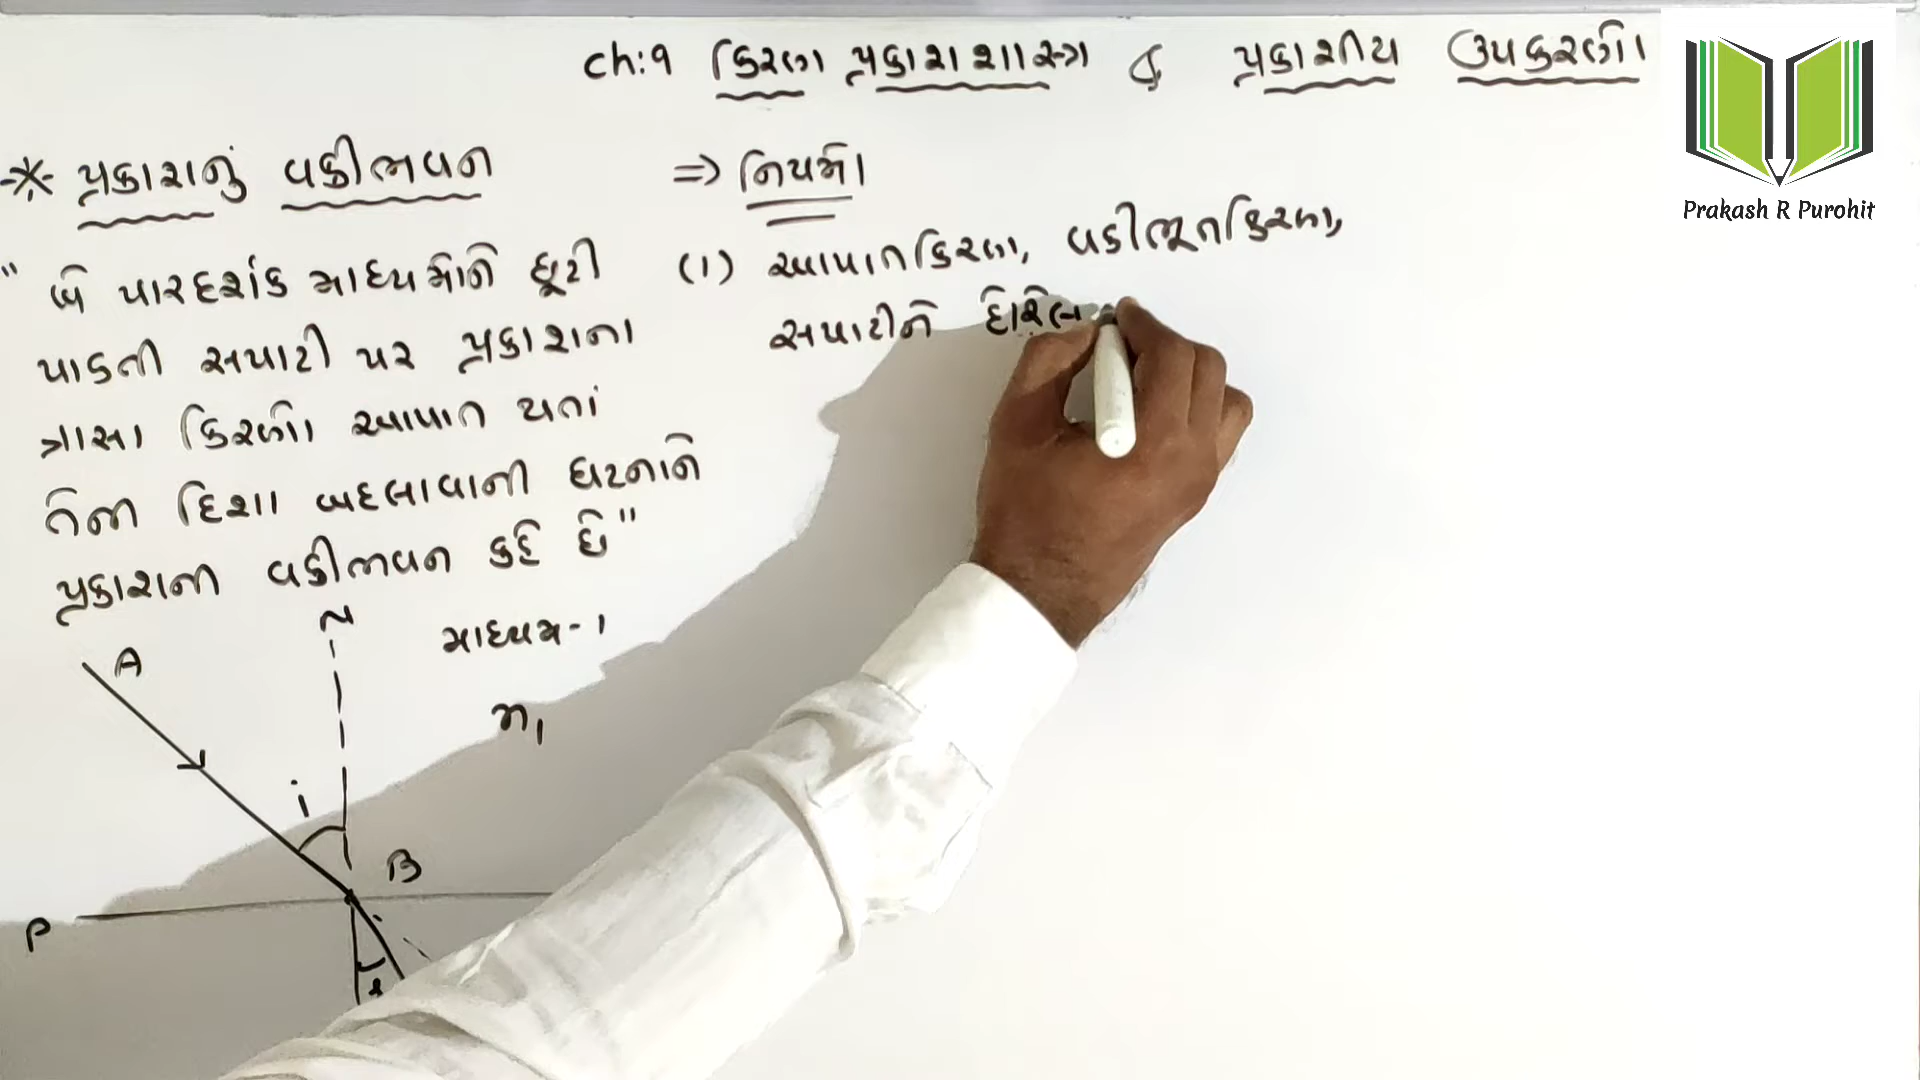 ch:9 કિરણ પ્રકાશશાસ્ત્ર & પ્રકાશીય ઉપકરણો
Prakash R Purohit
* પ્રકાશનું વક્રીભવન
" બે પારદર્શક માધ્યમોને છૂટી
પાડતી સપાટી પર પ્રકાશના
ત્રાસા કિરણો આપાત થતાં
તેની દિશા બદલાવાની ઘટનાને
પ્રકાશના વક્રીભવન કહે છે "
⇒ નિયમો
(1) આપાતકિરણ, વક્રીભૂતકિરણ,
સપાટીને
N
માધ્યમ-1
A
n₁
i
B
P
r